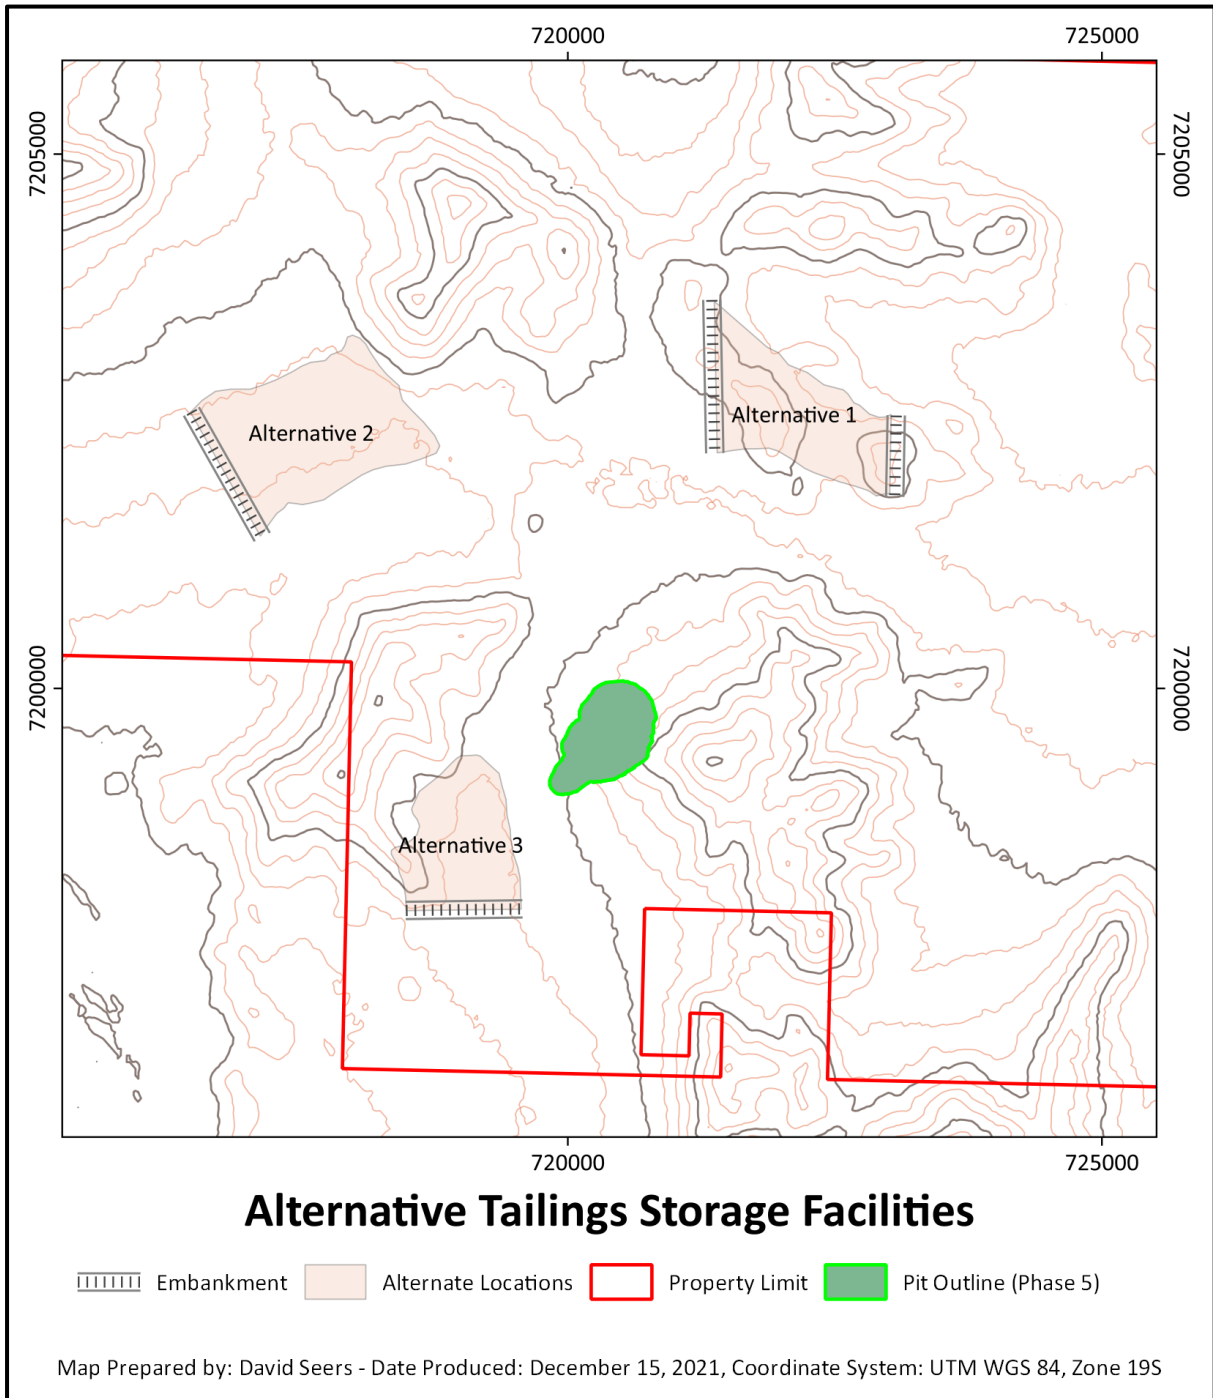 720000 725000
7205000 7205000
Alternative 1
Alternative 2
7200000 7200000
Alternative 3
720000 725000
Alternative Tailings Storage Facilities
Embankment Alternate Locations Property Limit Pit Outline (Phase 5)
Map Prepared by: David Seers - Date Produced: December 15, 2021, Coordinate System: UTM WGS 84, Zone 19S